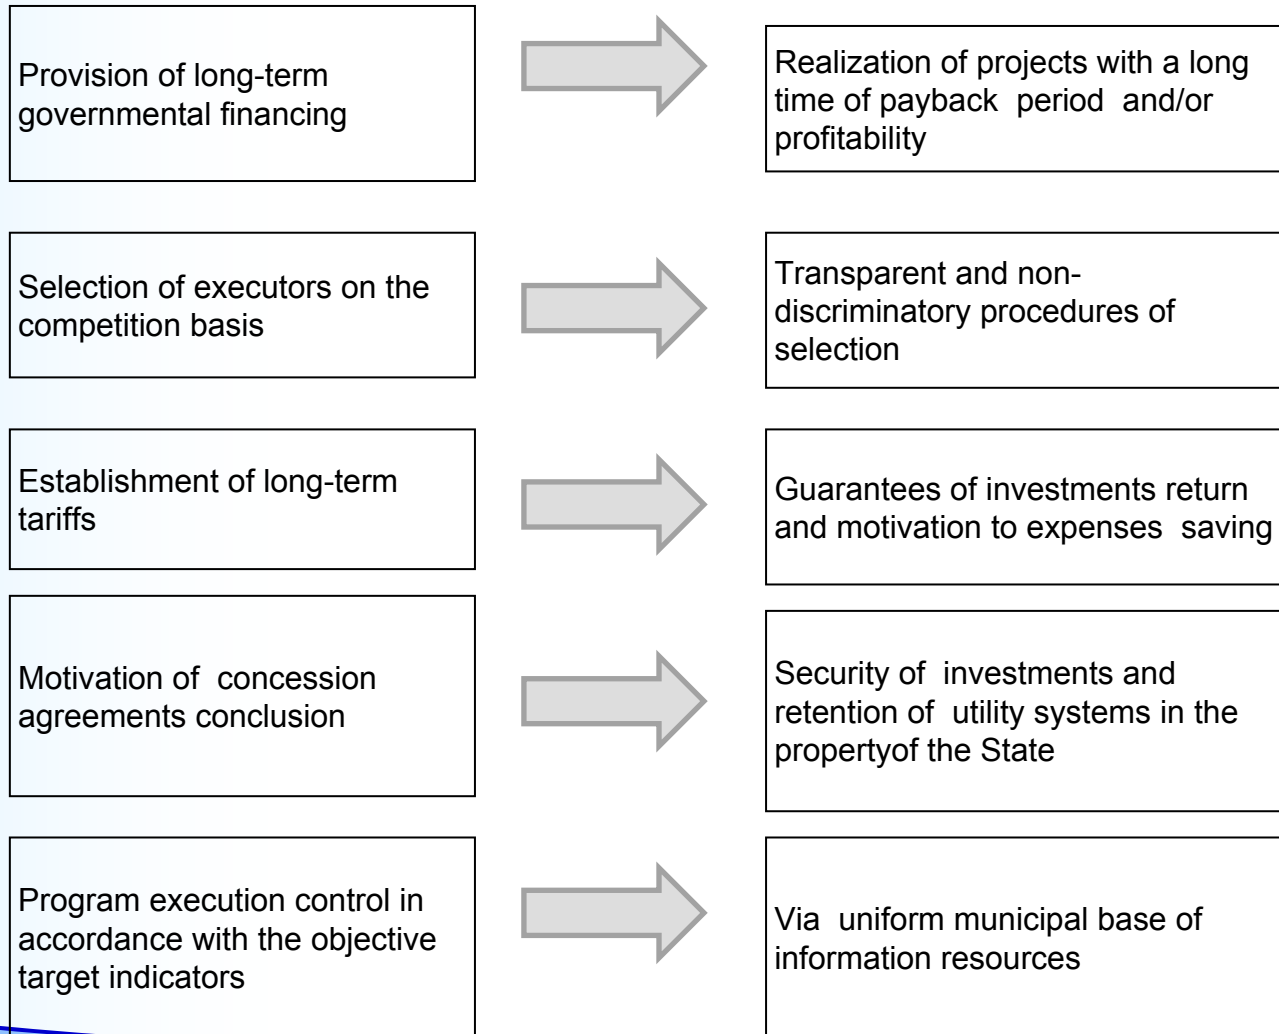 Provision of long-term
governmental financing
Realization of projects with a long
time of payback period and/or
profitability
Selection of executors on the
competition basis
Transparent and non-
discriminatory procedures of
selection
Establishment of long-term
tariffs
Guarantees of investments return
and motivation to expenses saving
Motivation of concession
agreements conclusion
Security of investments and
retention of utility systems in the
propertyof the State
Program execution control in
accordance with the objective
target indicators
Via uniform municipal base of
information resources